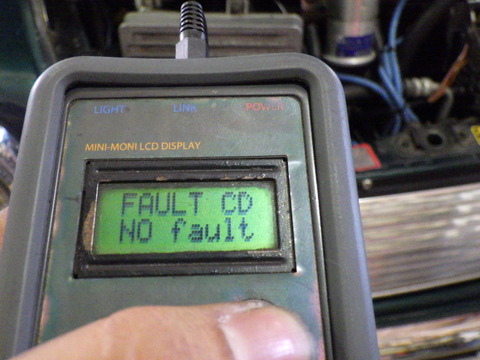 LIGHT LINK POWER
MINI-MONI LCD DISPLAY
FAULT CD
NO fault